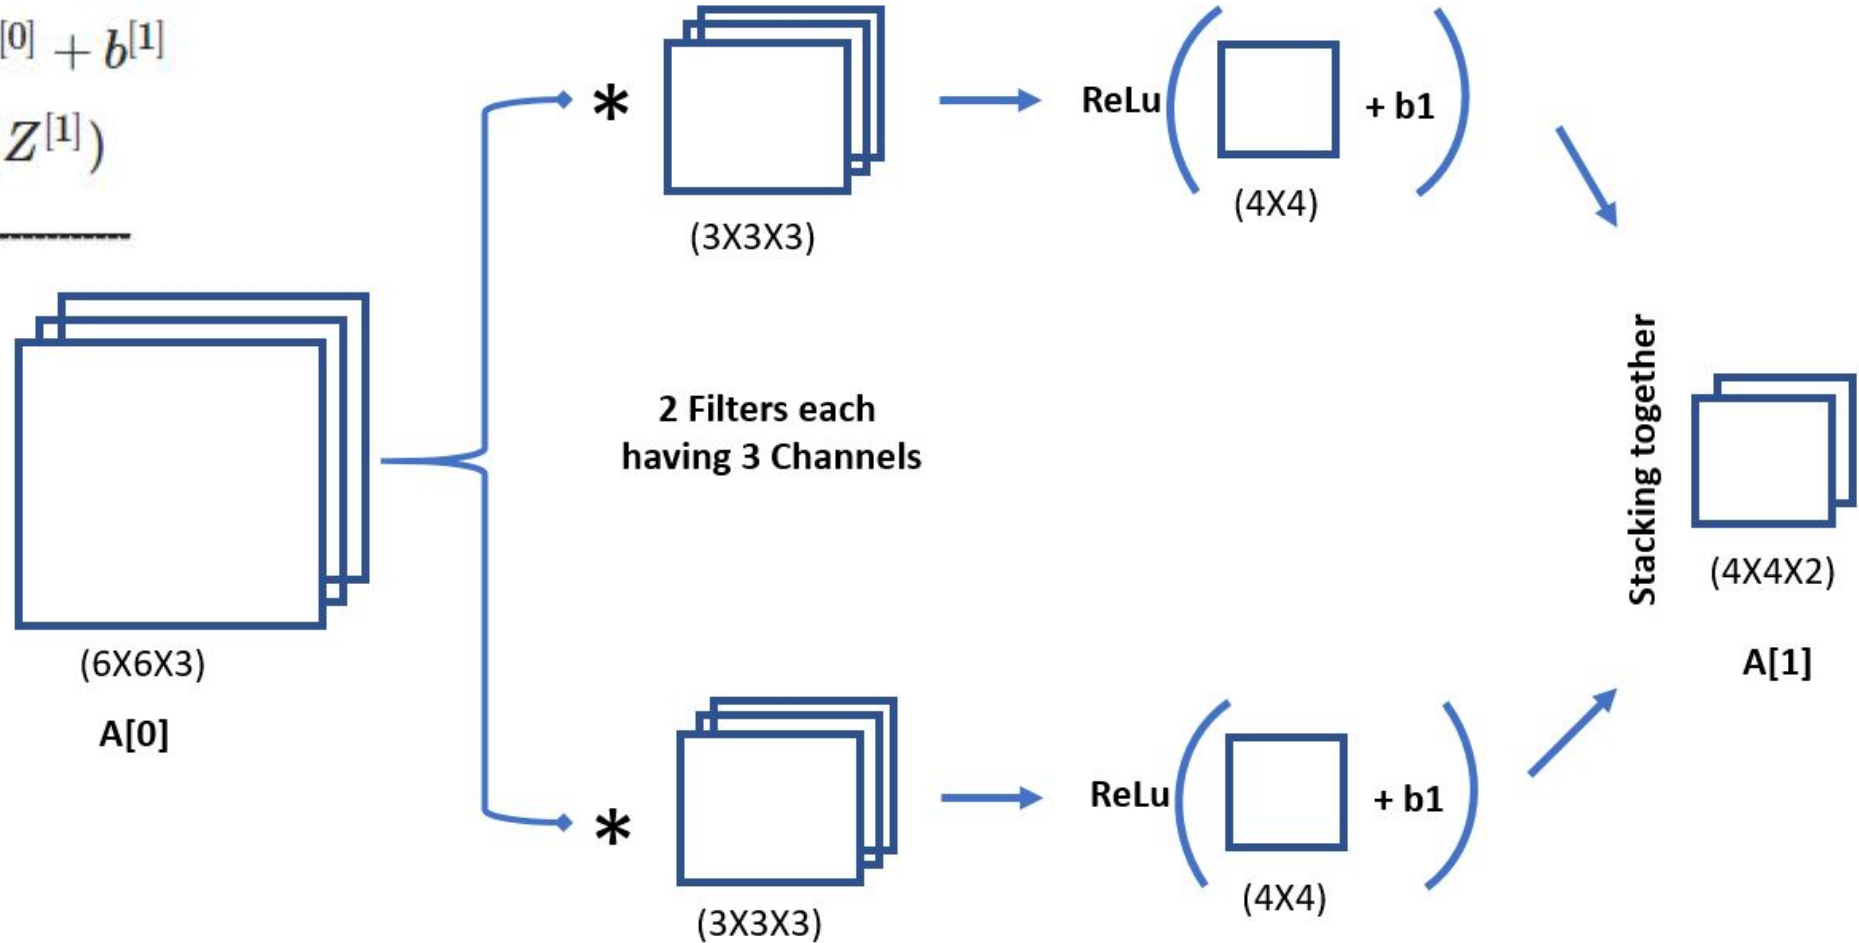 [0] + b[1]
Z[1])
*
(3X3X3)
ReLu
+ b1
(4X4)
(6X6X3)
A[0]
2 Filters each
having 3 Channels
Stacking together
(4X4X2)
A[1]
*
(3X3X3)
ReLu
+ b1
(4X4)